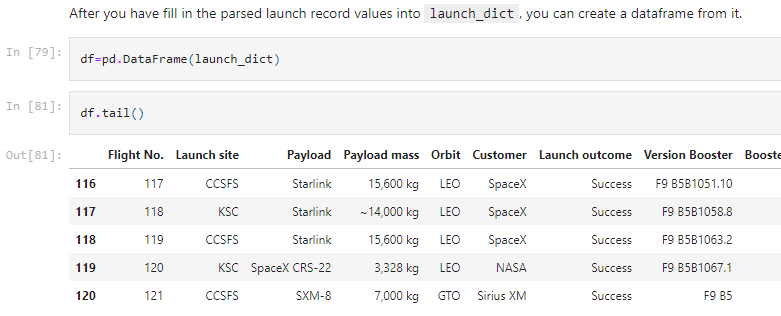 After you have fill in the parsed launch record values into launch_dict, you can create a dataframe from it.
In [79]: df=pd.DataFrame(launch_dict)
In [81]: df.tail()
Out[81]: Flight No. Launch site Payload Payload mass Orbit Customer Launch outcome Version Booster Booste
116 117 CCSFS Starlink 15,600 kg LEO SpaceX Success F9 B5B1051.10
117 118 KSC Starlink ~14,000 kg LEO SpaceX Success F9 B5B1058.8
118 119 CCSFS Starlink 15,600 kg LEO SpaceX Success F9 B5B1063.2
119 120 KSC SpaceX CRS-22 3,328 kg LEO NASA Success F9 B5B1067.1
120 121 CCSFS SXM-8 7,000 kg GTO Sirius XM Success F9 B5